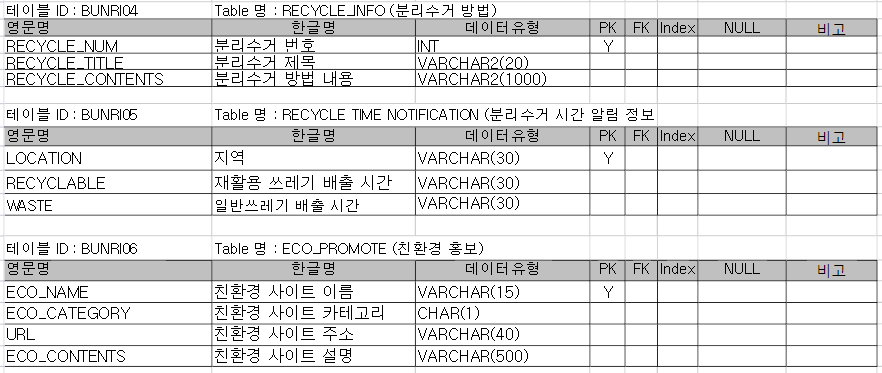 테이블 ID : BUNRI04 Table 명 : RECYCLE_INFO (분리수거 방법)
영문명 한글명 데이터유형 PK FK Index NULL 비고
RECYCLE_NUM 분리수거 번호 INT Y
RECYCLE_TITLE 분리수거 제목 VARCHAR2(20)
RECYCLE_CONTENTS 분리수거 방법 내용 VARCHAR2(1000)
테이블 ID : BUNRI05 Table 명 : RECYCLE TIME NOTIFICATION (분리수거 시간 알림 정보
영문명 한글명 데이터유형 PK FK Index NULL 비고
LOCATION 지역 VARCHAR(30) Y
RECYCLABLE 재활용 쓰레기 배출 시간 VARCHAR(30)
WASTE 일반쓰레기 배출 시간 VARCHAR(30)
테이블 ID : BUNRI06 Table 명 : ECO_PROMOTE (친환경 홍보)
영문명 한글명 데이터유형 PK FK Index NULL 비고
ECO_NAME 친환경 사이트 이름 VARCHAR(15) Y
ECO_CATEGORY 친환경 사이트 카테고리 CHAR(1)
URL 친환경 사이트 주소 VARCHAR(40)
ECO_CONTENTS 친환경 사이트 설명 VARCHAR(500)